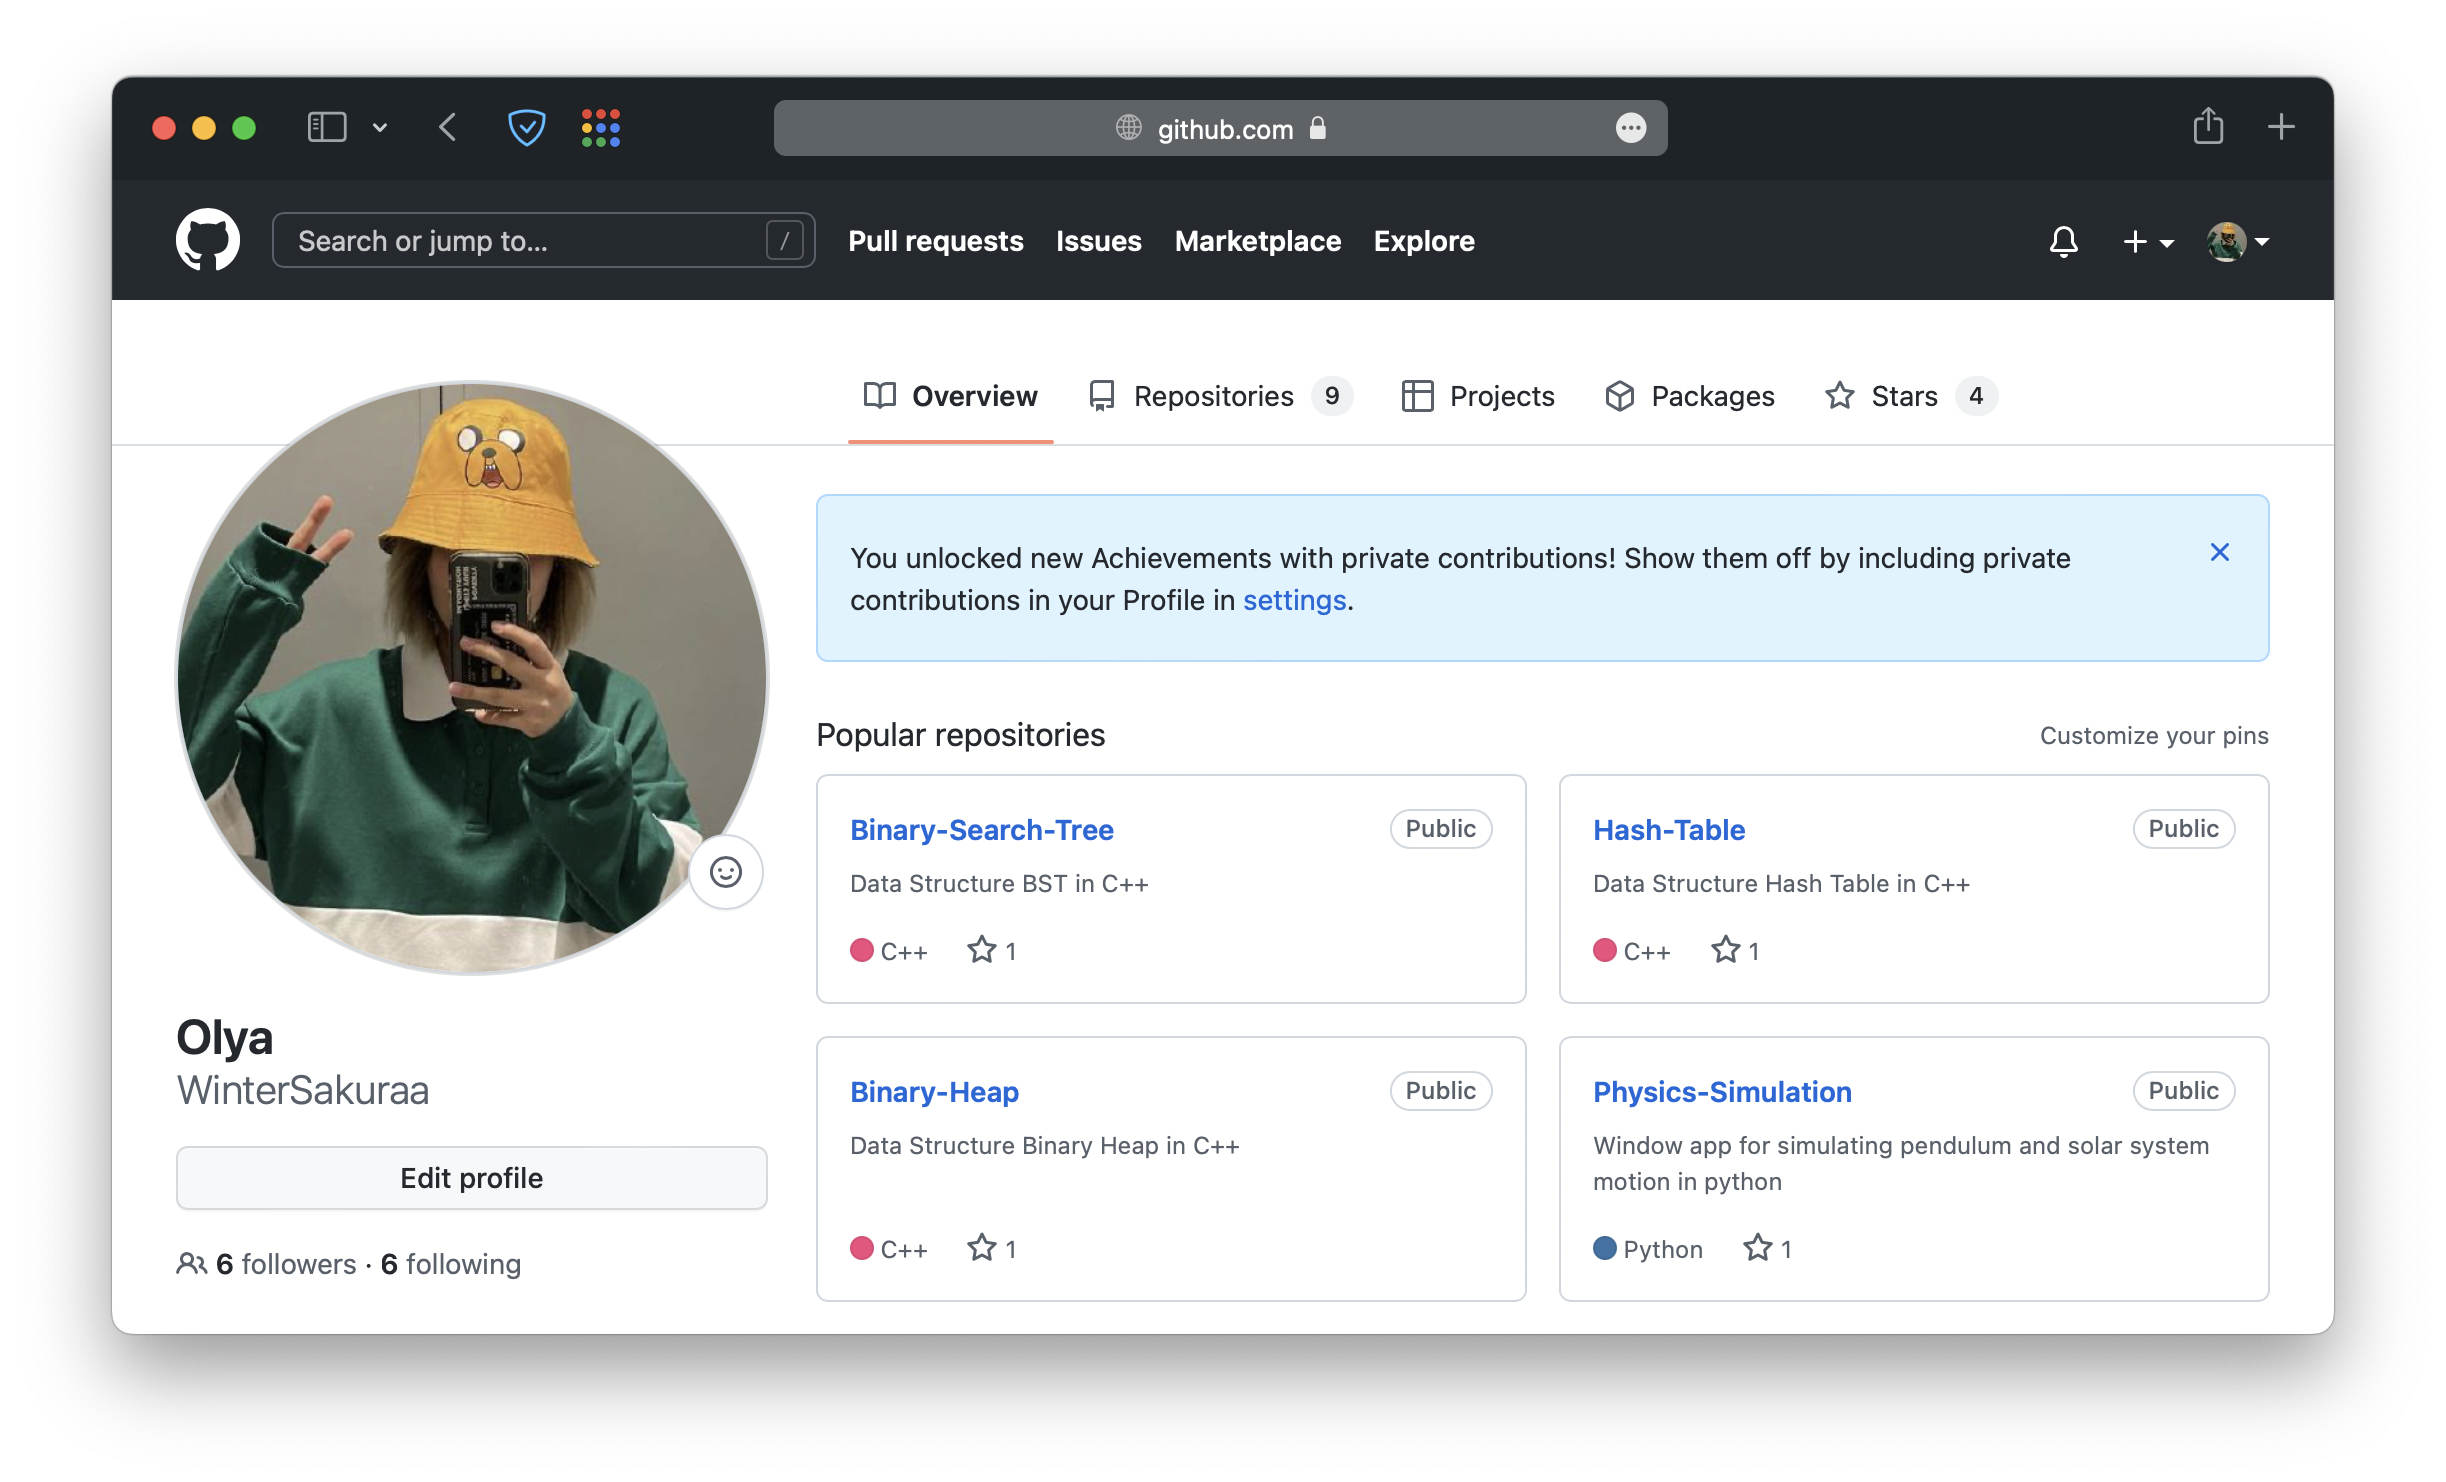 github.com
Search or jump to...
/
Pull requests
Issues
Marketplace
Explore
Overview
Repositories 9
Projects
Packages
Stars 4
You unlocked new Achievements with private contributions! Show them off by including private
contributions in your Profile in settings.
Popular repositories
Customize your pins
Binary-Search-Tree
Public
Data Structure BST in C++
C++
1
Hash-Table
Public
Data Structure Hash Table in C++
C++
1
Binary-Heap
Public
Data Structure Binary Heap in C++
C++
1
Physics-Simulation
Public
Window app for simulating pendulum and solar system
motion in python
Python
1
Olya
WinterSakuraa
Edit profile
6 followers · 6 following